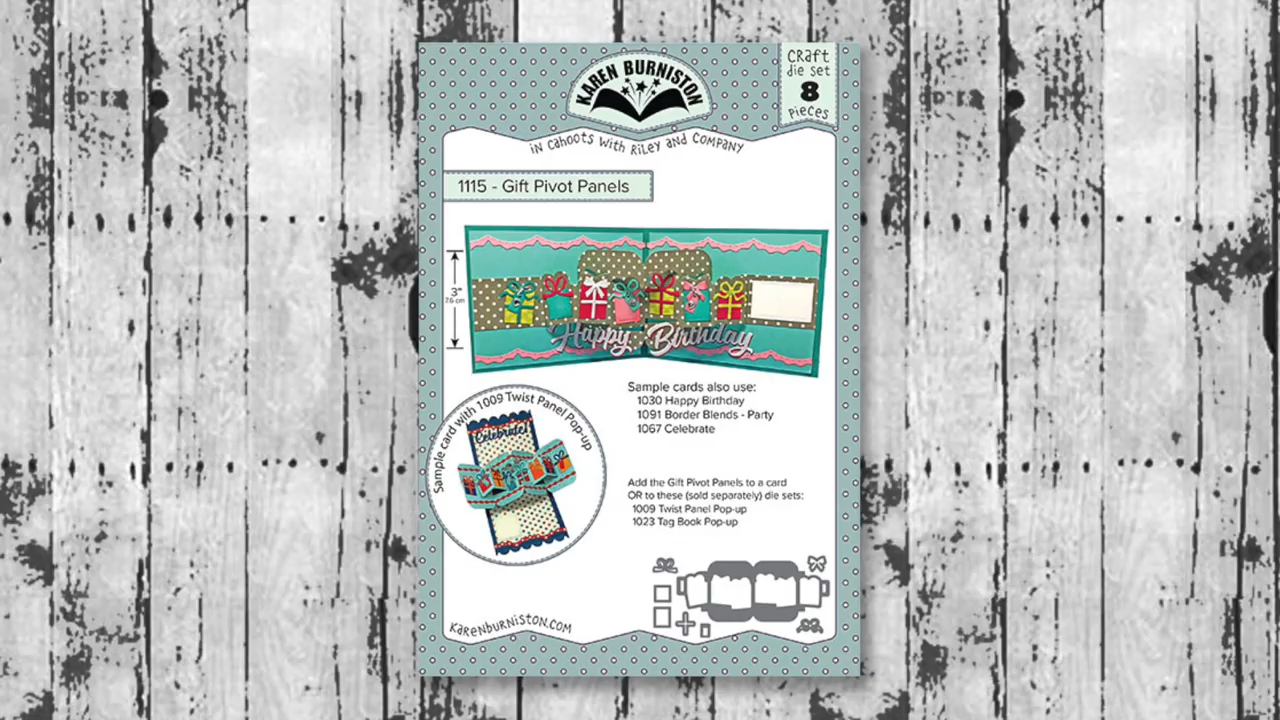 KAREN BURNISTON
CRAFT
die set
8
PIECES
IN CAHOOTS WITH RILEY AND COMPANY
1115 - Gift Pivot Panels
3"
7.6 cm
Happy Birthday
Sample cards also use:
1030 Happy Birthday
1091 Border Blends - Party
1067 Celebrate
Sample card with 1009 Twist Panel Pop-up
Celebrate!
Add the Gift Pivot Panels to a card
OR to these (sold separately) die sets:
1009 Twist Panel Pop-up
1023 Tag Book Pop-up
KARENBURNISTON.COM